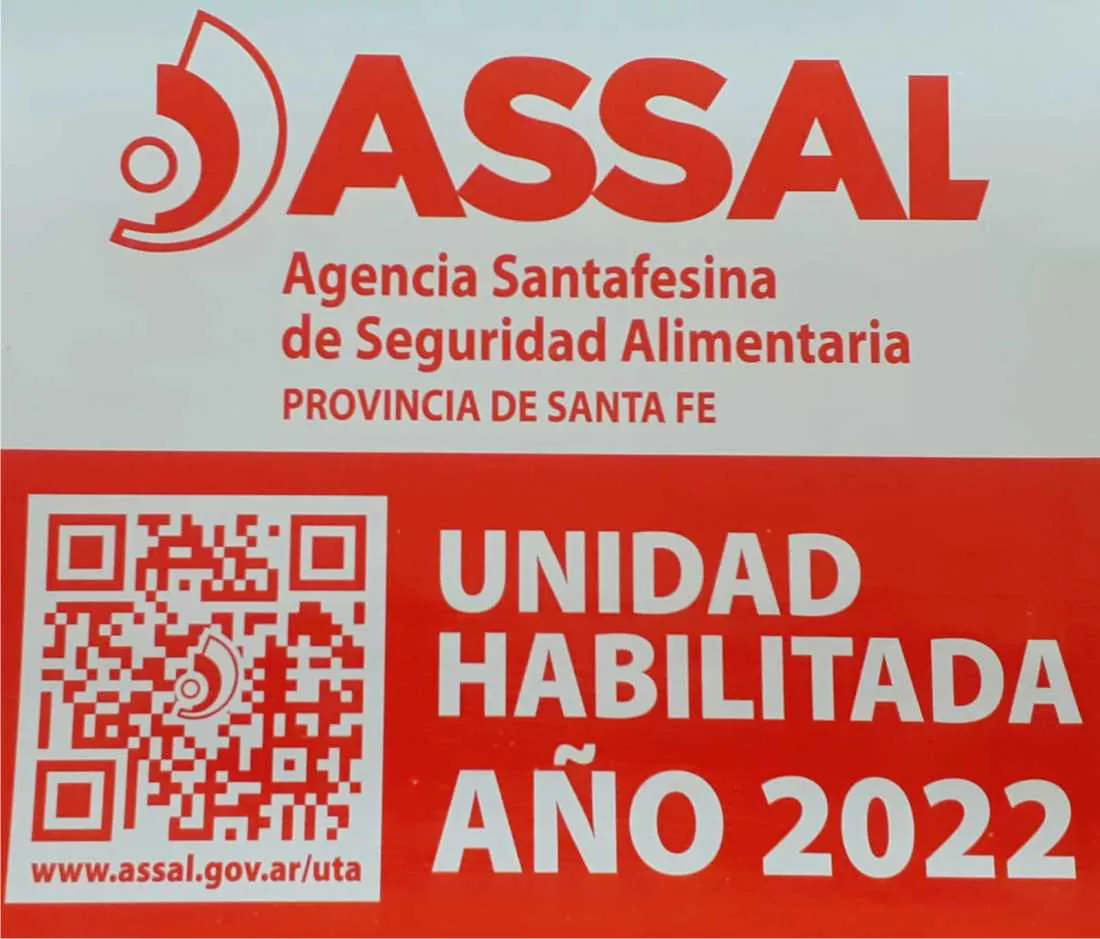 ASSAL
Agencia Santafesina
de Seguridad Alimentaria
PROVINCIA DE SANTA FE
UNIDAD
HABILITADA
AÑO 2022
www.assal.gov.ar/uta